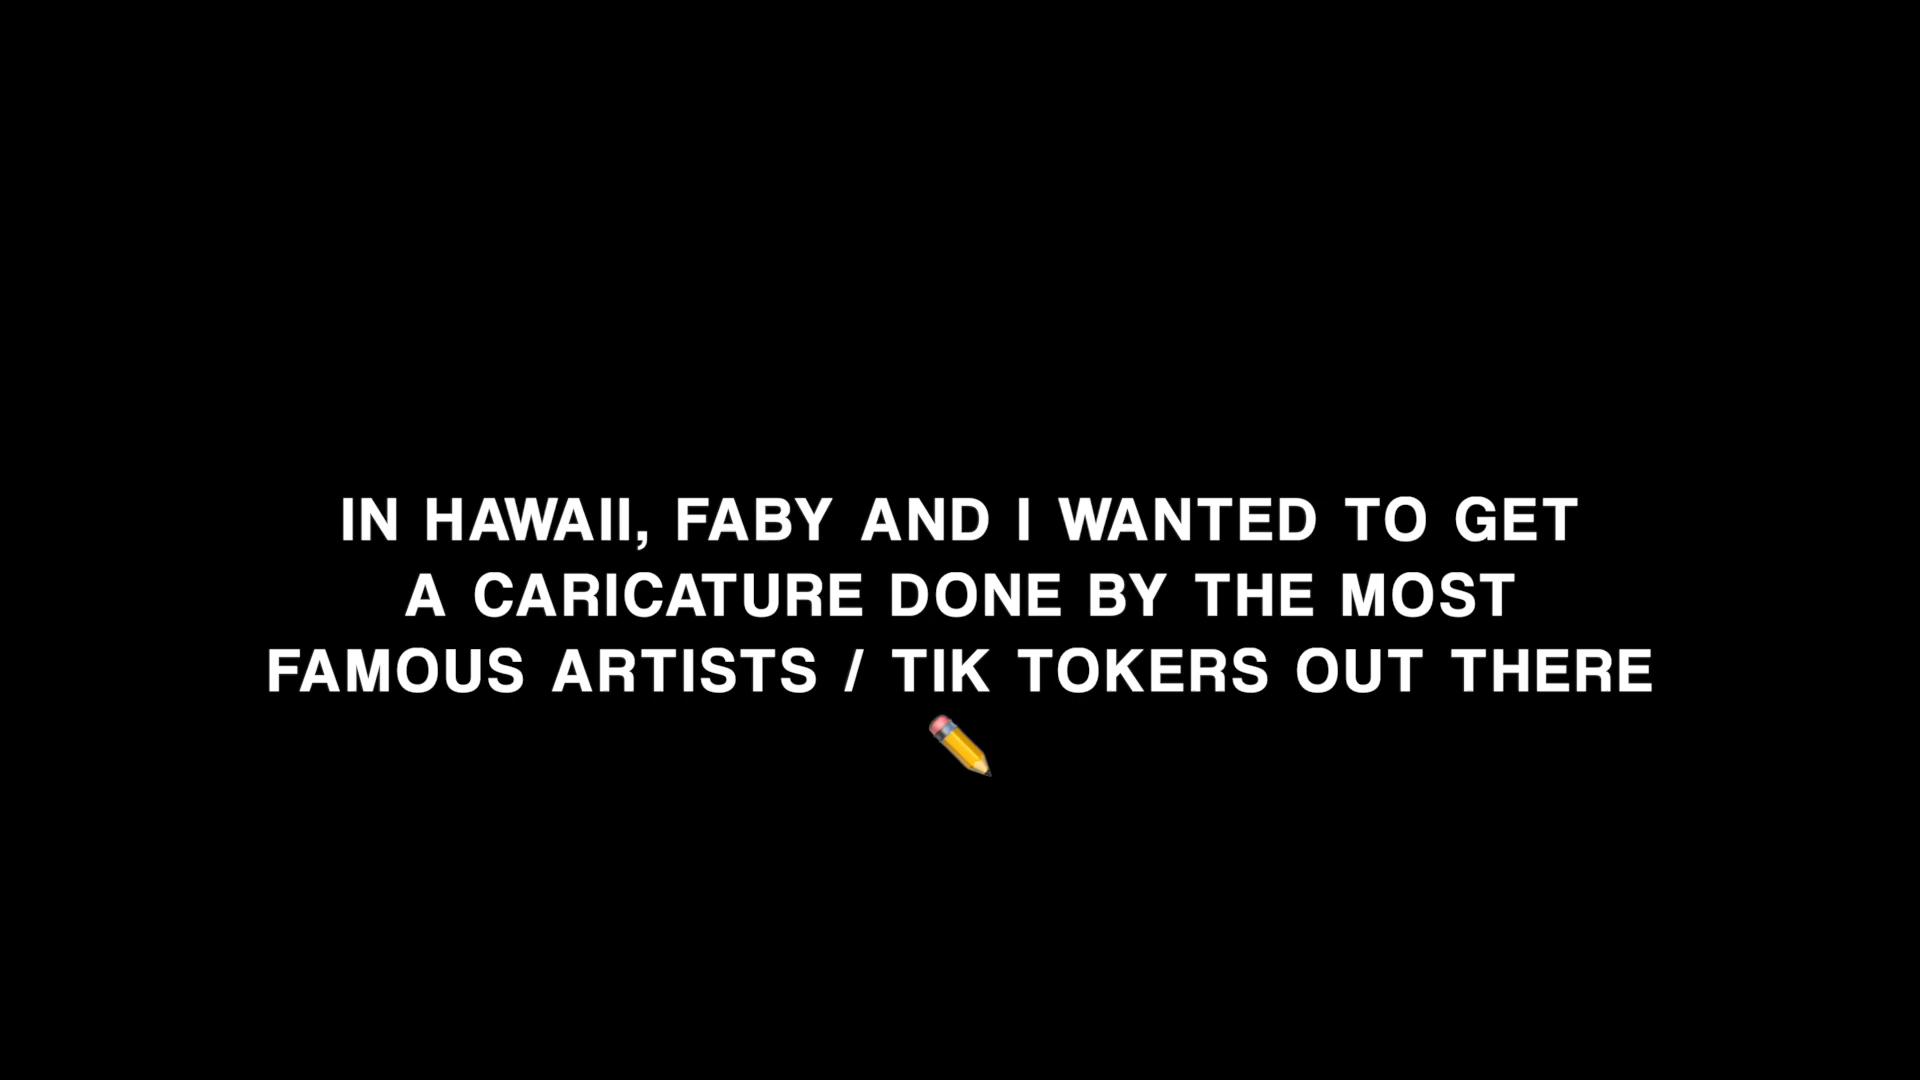 IN HAWAII, FABY AND I WANTED TO GET
A CARICATURE DONE BY THE MOST
FAMOUS ARTISTS / TIK TOKERS OUT THERE
✏️